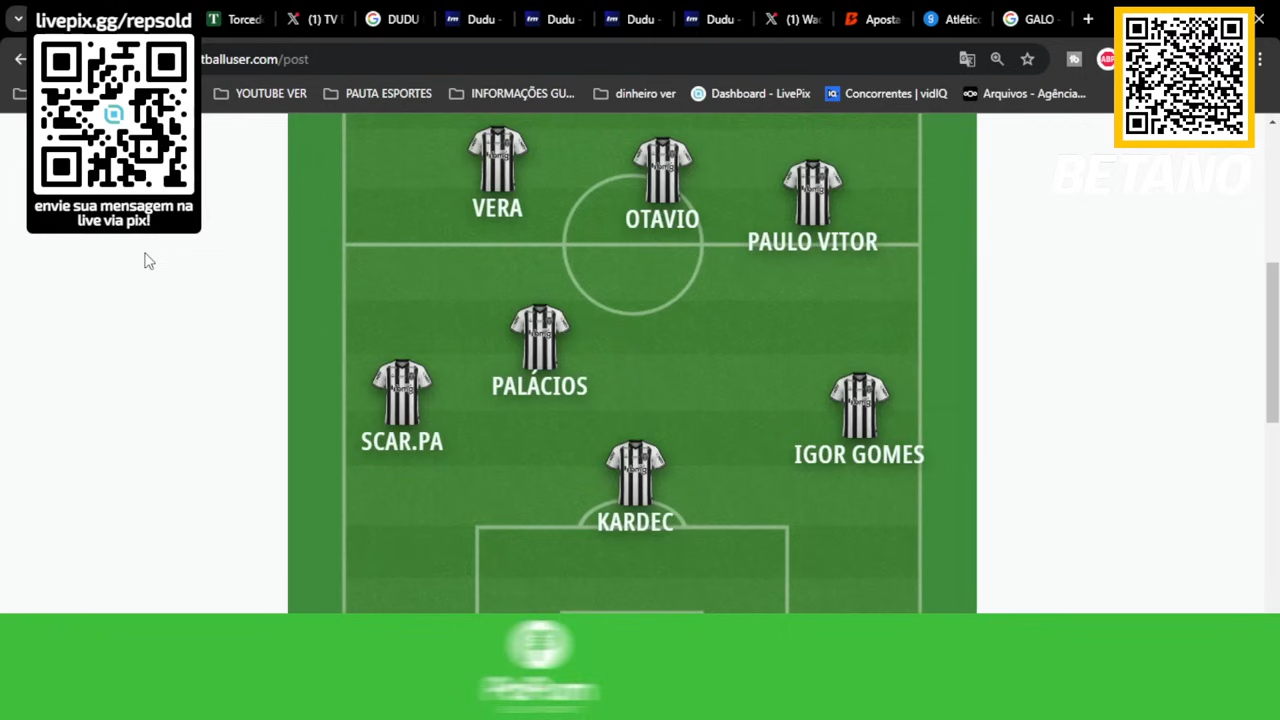 livepix.gg/repsold
envie sua mensagem na
live via pix!
Torced
(1) TV
DUDU
Dudu -
Dudu -
Dudu -
Dudu -
(1) Wa
Aposta
Atlétic
GALO -
tballuser.com/post
YOUTUBE VER
PAUTA ESPORTES
INFORMAÇÕES GU...
dinheiro ver
Dashboard - LivePix
Concorrentes | vidIQ
Arquivos - Agência...
BETANO
VERA
OTAVIO
PAULO VITOR
PALÁCIOS
SCAR.PA
IGOR GOMES
KARDEC